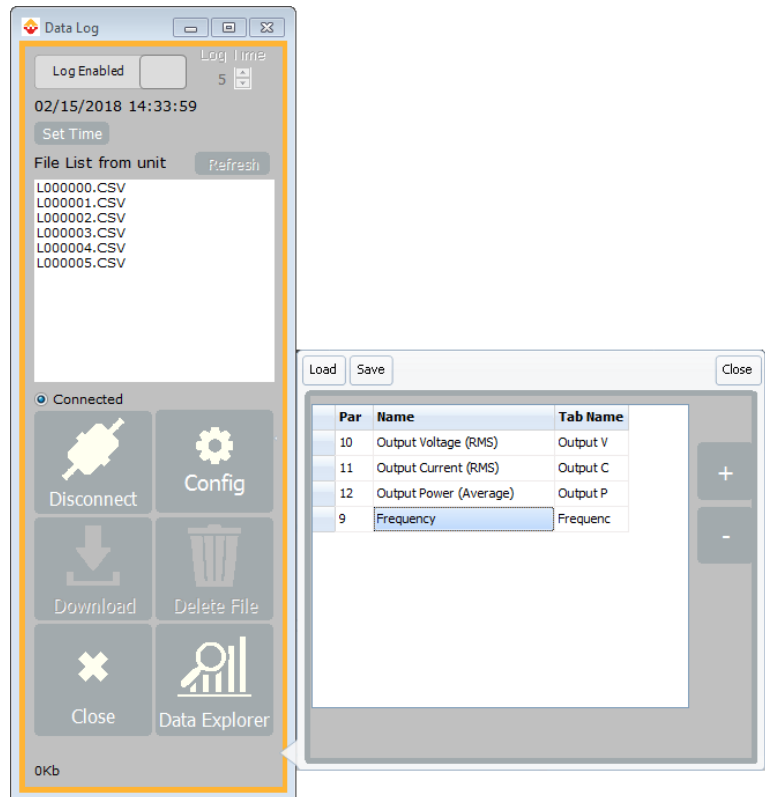 Data Log
Log Enabled
Log Time
5
02/15/2018 14:33:59
Set Time
File List from unit
Refresh
L000000.CSV
L000001.CSV
L000002.CSV
L000003.CSV
L000004.CSV
L000005.CSV
Connected
Disconnect
Config
Download
Delete File
Close
Data Explorer
0Kb
Load
Save
Close
Par Name Tab Name
10 Output Voltage (RMS) Output V
11 Output Current (RMS) Output C
12 Output Power (Average) Output P
9 Frequency Frequenc
+
-